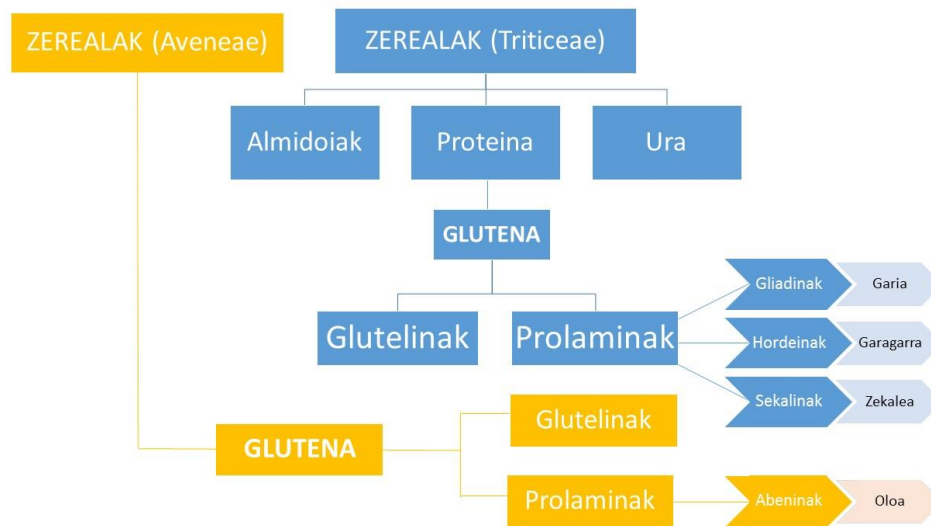 ZEREALAK (Aveneae)
ZEREALAK (Triticeae)
Almidoiak
Proteina
Ura
GLUTENA
Glutelinak
Prolaminak
Gliadinak
Garia
Hordeinak
Garagarra
Sekalinak
Zekalea
GLUTENA
Glutelinak
Prolaminak
Abeninak
Oloa